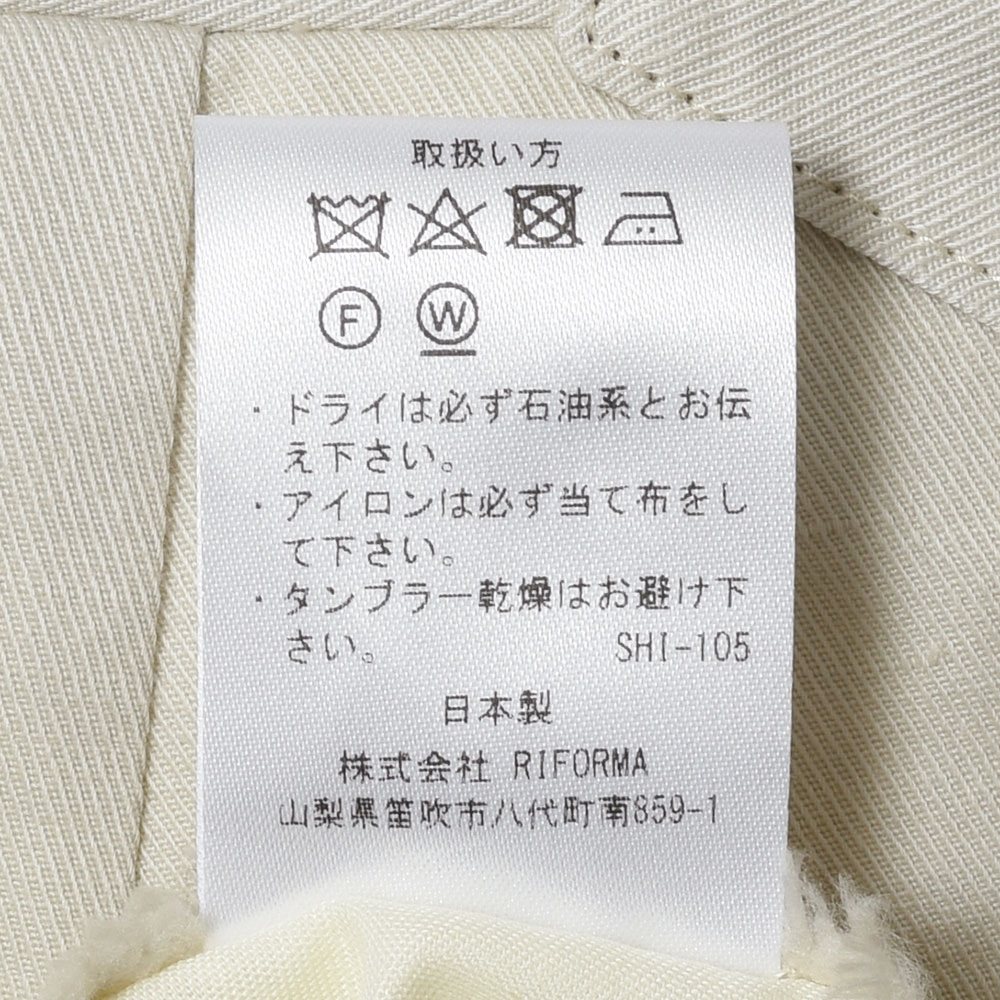 取扱い方
F W
・ドライは必ず石油系とお伝
え下さい。
・アイロンは必ず当て布をし
て下さい。
・タンブラー乾燥はお避け下
さい。 SHI-105
日本製
株式会社 RIFORMA
山梨県笛吹市八代町南859-1